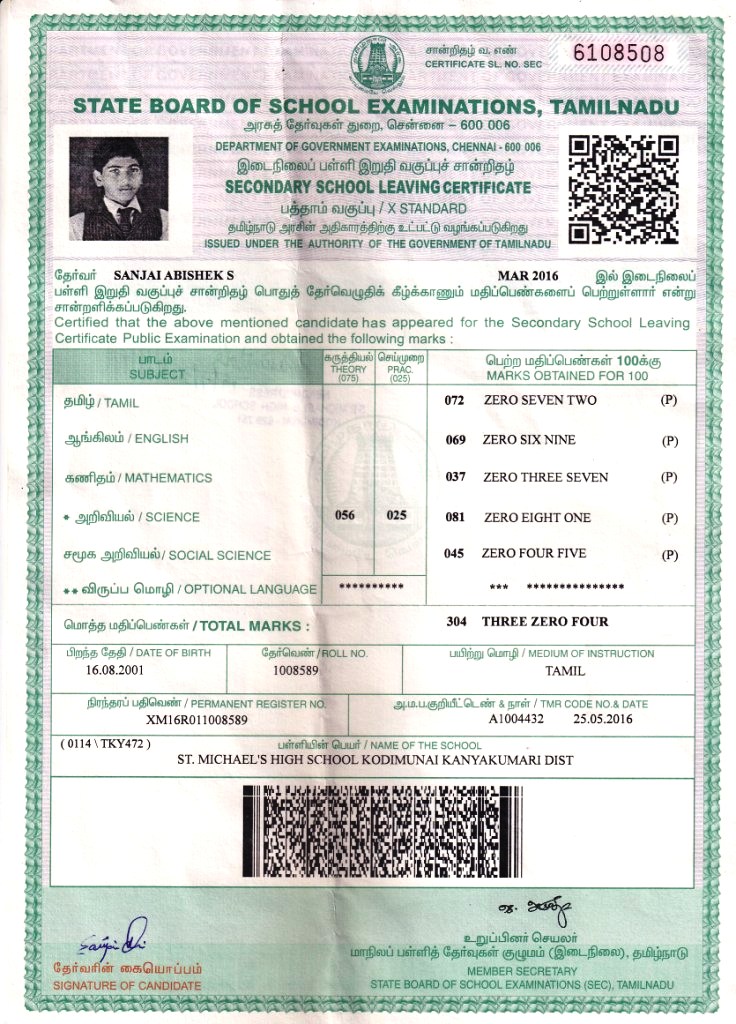 சான்றிதழ் வ. எண்
CERTIFICATE SL. NO. SEC
6108508
STATE BOARD OF SCHOOL EXAMINATIONS, TAMILNADU
அரசுத் தேர்வுகள் துறை, சென்னை – 600 006
DEPARTMENT OF GOVERNMENT EXAMINATIONS, CHENNAI - 600 006
இடைநிலைப் பள்ளி இறுதி வகுப்புச் சான்றிதழ்
SECONDARY SCHOOL LEAVING CERTIFICATE
பத்தாம் வகுப்பு / X STANDARD
தமிழ்நாடு அரசின் அதிகாரத்திற்கு உட்பட்டு வழங்கப்படுகிறது
ISSUED UNDER THE AUTHORITY OF THE GOVERNMENT OF TAMILNADU
தேர்வர் SANJAI ABISHEK S MAR 2016 இல் இடைநிலைப்
பள்ளி இறுதி வகுப்புச் சான்றிதழ் பொதுத் தேர்வெழுதிக் கீழ்க்காணும் மதிப்பெண்களைப் பெற்றுள்ளார் என்று
சான்றளிக்கப்படுகிறது.
Certified that the above mentioned candidate has appeared for the Secondary School Leaving
Certificate Public Examination and obtained the following marks :
பாடம் கருத்தியல் செய்முறை பெற்ற மதிப்பெண்கள் 100க்கு
SUBJECT THEORY (075) PRAC. (025) MARKS OBTAINED FOR 100
தமிழ் / TAMIL 072 ZERO SEVEN TWO (P)
ஆங்கிலம் / ENGLISH 069 ZERO SIX NINE (P)
கணிதம் / MATHEMATICS 037 ZERO THREE SEVEN (P)
* அறிவியல் / SCIENCE 056 025 081 ZERO EIGHT ONE (P)
சமூக அறிவியல்/ SOCIAL SCIENCE 045 ZERO FOUR FIVE (P)
** விருப்ப மொழி / OPTIONAL LANGUAGE ********** *** ***************
மொத்த மதிப்பெண்கள் / TOTAL MARKS : 304 THREE ZERO FOUR
பிறந்த தேதி / DATE OF BIRTH தேர்வெண் /ROLL NO. பயிற்று மொழி / MEDIUM OF INSTRUCTION
16.08.2001 1008589 TAMIL
நிரந்தரப் பதிவெண் / PERMANENT REGISTER NO. அ.ம.ப.குறியீட்டெண் & நாள் / TMR CODE NO.& DATE
XM16R011008589 A1004432 25.05.2016
( 0114 \ TKY472 ) பள்ளியின் பெயர் / NAME OF THE SCHOOL
ST. MICHAEL'S HIGH SCHOOL KODIMUNAI KANYAKUMARI DIST
தேர்வரின் கையொப்பம்
SIGNATURE OF CANDIDATE
உறுப்பினர் செயலர்
மாநிலப் பள்ளித் தேர்வுகள் குழுமம் (இடைநிலை), தமிழ்நாடு
MEMBER SECRETARY
STATE BOARD OF SCHOOL EXAMINATIONS (SEC), TAMILNADU